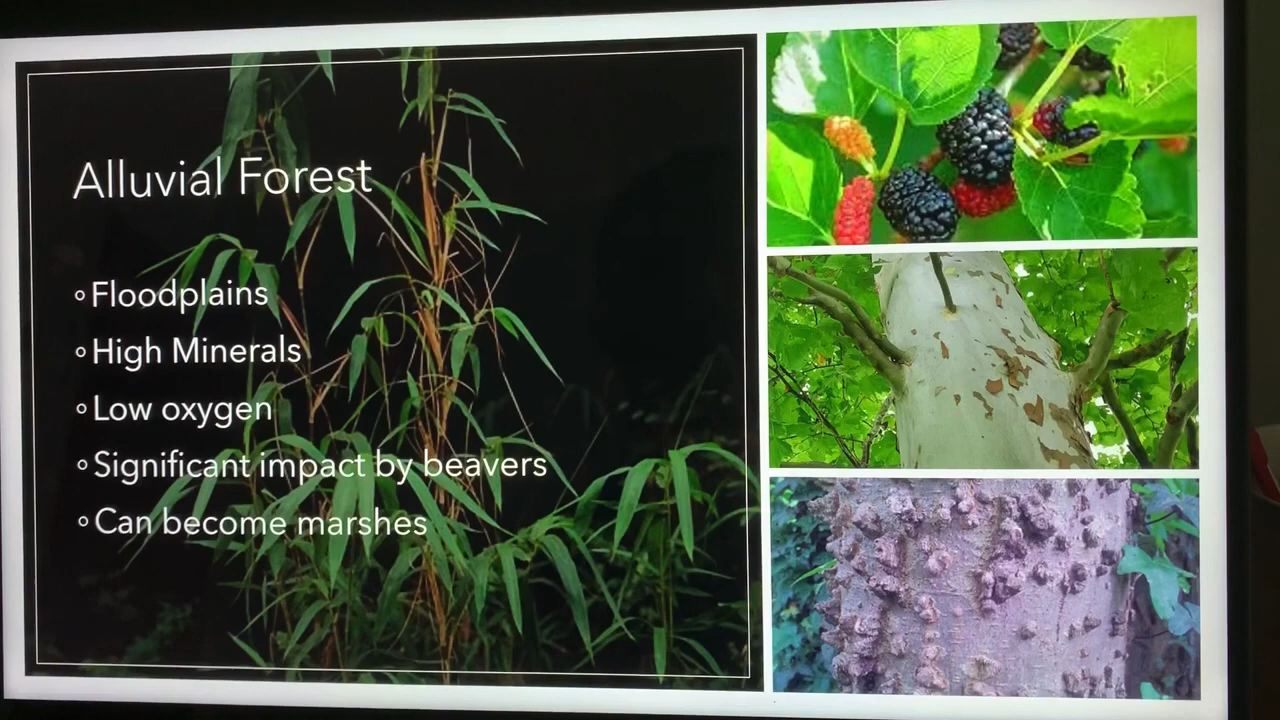 Alluvial Forest
Floodplains
High Minerals
Low oxygen
Significant impact by beavers
Can become marshes